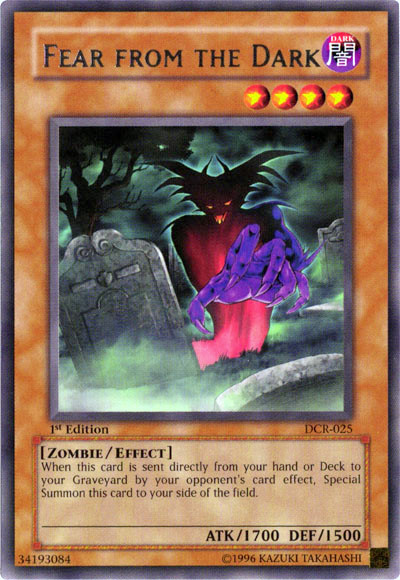 FEAR FROM THE DARK
DARK
闇
1st Edition
DCR-025
[ZOMBIE/EFFECT]
When this card is sent directly from your hand or Deck to
your Graveyard by your opponent's card effect, Special
Summon this card to your side of the field.
ATK/1700 DEF/1500
34193084
©1996 KAZUKI TAKAHASHI